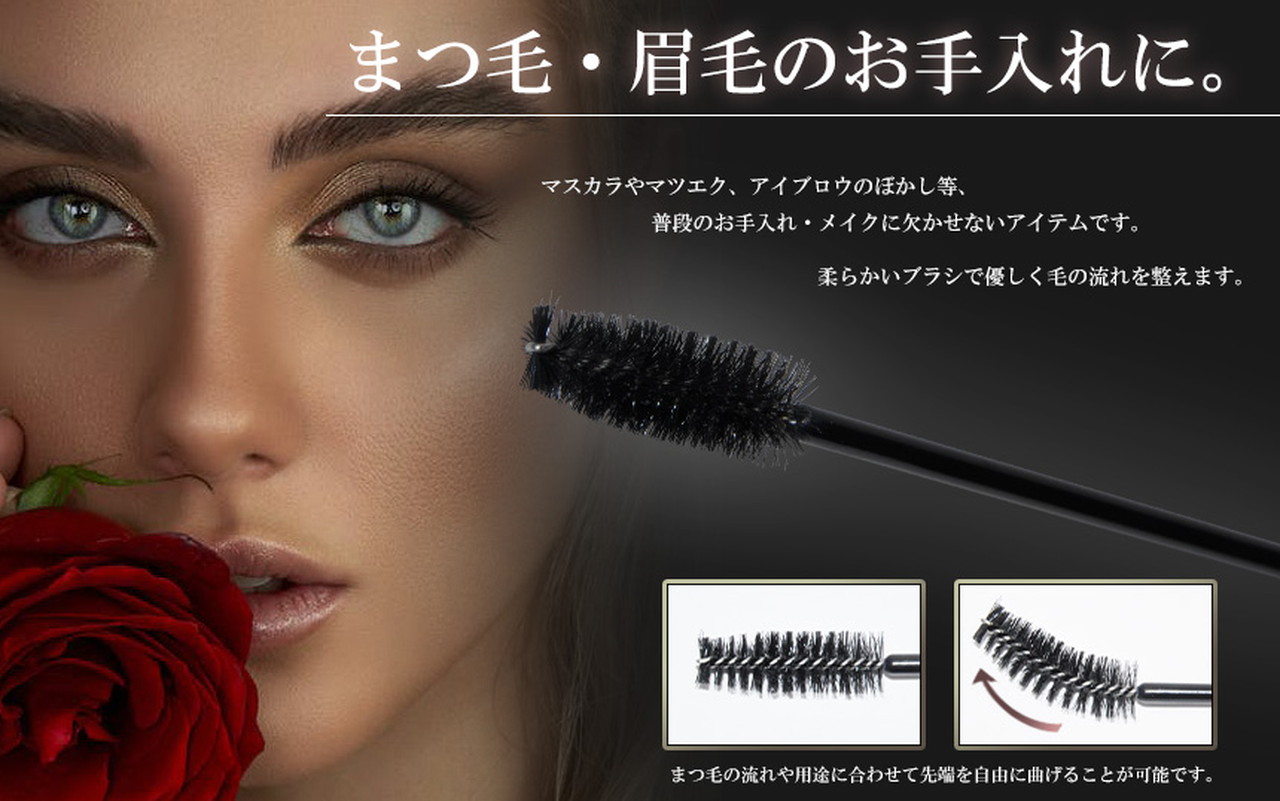 まつ毛・眉毛のお手入れに。
マスカラやマツエク、アイブロウのぼかし等、
普段のお手入れ・メイクに欠かせないアイテムです。
柔らかいブラシで優しく毛の流れを整えます。
まつ毛の流れや用途に合わせて先端を自由に曲げることが可能です。